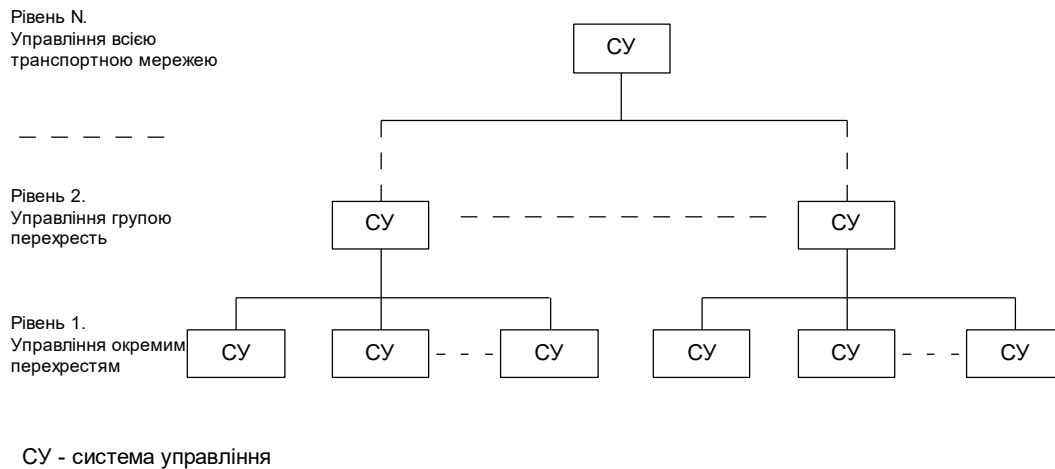 Рівень N.
Управління всією
транспортною мережею
СУ
Рівень 2.
Управління групою
перехресть
СУ
СУ
Рівень 1.
Управління окремим
перехрестям
СУ
СУ
СУ
СУ
СУ
СУ
СУ - система управління